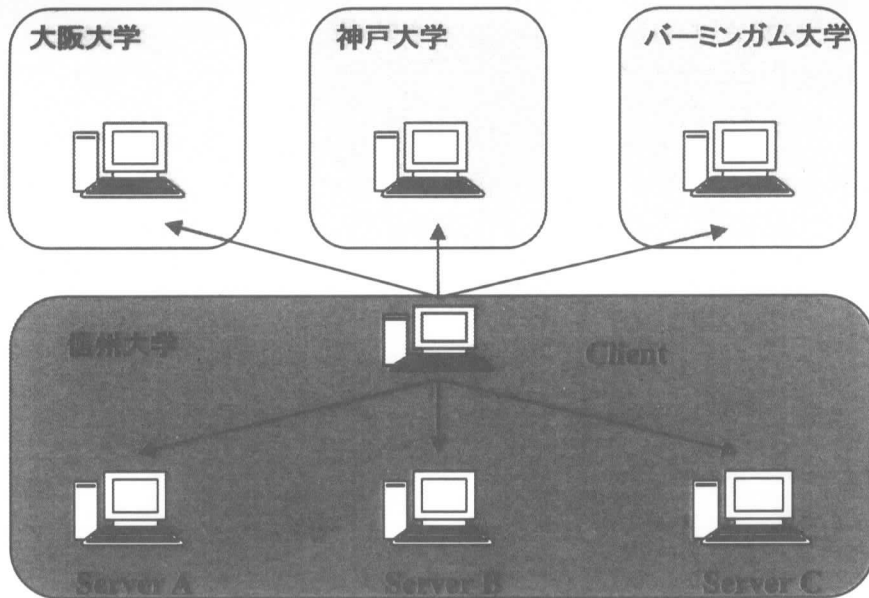 大阪大学
神戸大学
バーミンガム大学
信州大学
Client
Server A
Server B
Server C